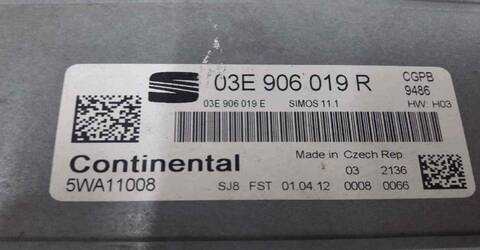 03E 906 019 R
CGPB
9486
03E 906 019 E SIMOS 11.1 HW: H03
Continental
5WA11008
Made in Czech Rep
03 2136
SJ8 FST 01.04.12 0008 0066